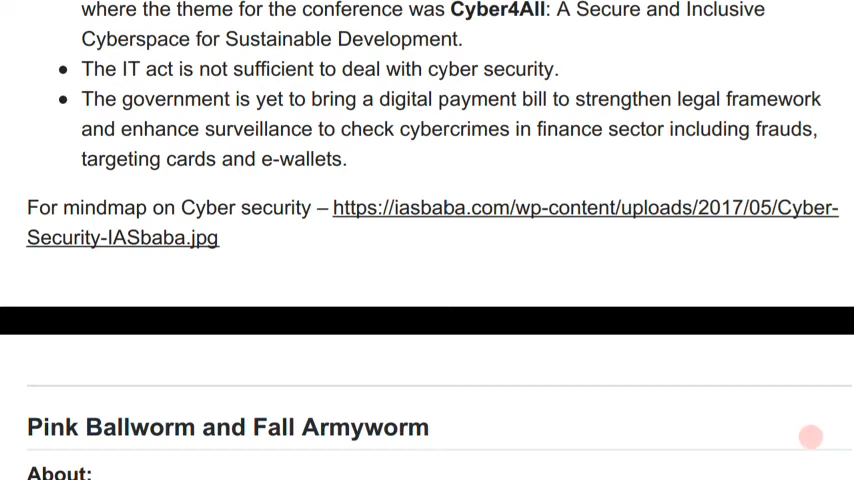 where the theme for the conference was Cyber4All: A Secure and Inclusive
Cyberspace for Sustainable Development.
● The IT act is not sufficient to deal with cyber security.
● The government is yet to bring a digital payment bill to strengthen legal framework
and enhance surveillance to check cybercrimes in finance sector including frauds,
targeting cards and e-wallets.
For mindmap on Cyber security – https://iasbaba.com/wp-content/uploads/2017/05/Cyber-
Security-IASbaba.jpg
Pink Ballworm and Fall Armyworm
About: